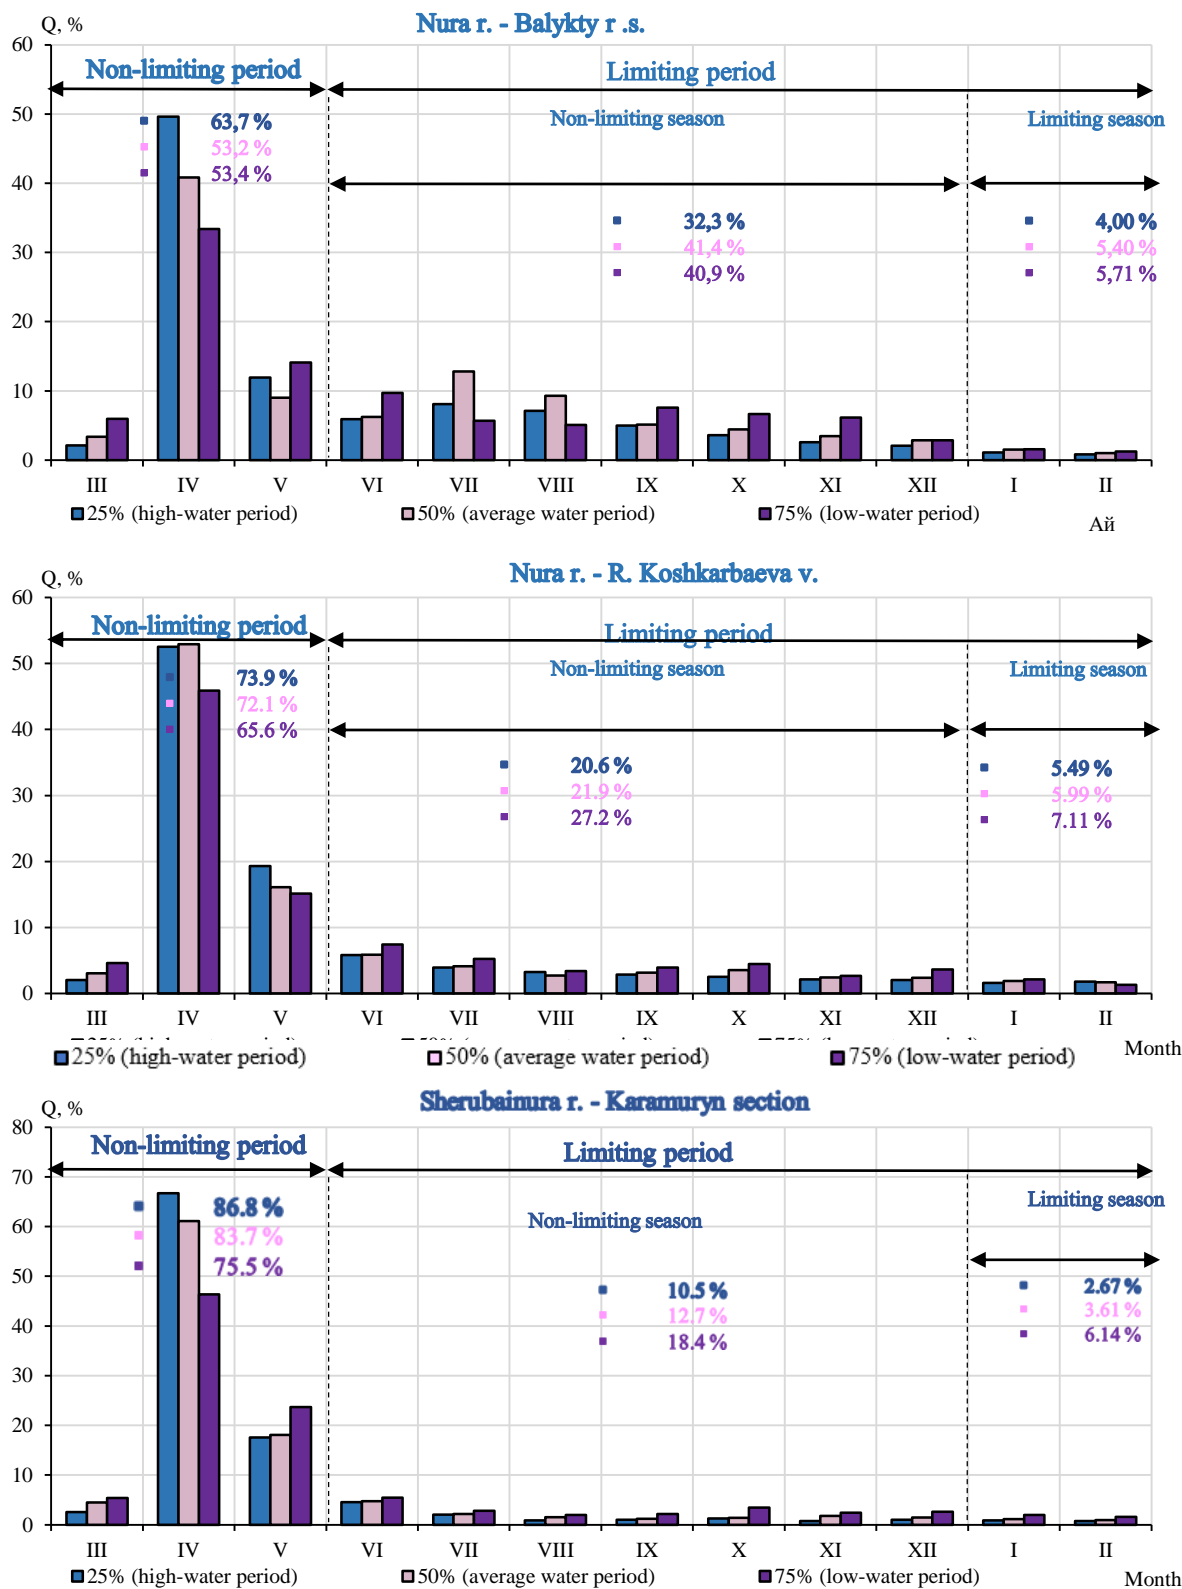 Q, %
Nura r. - Balykty r .s.
60
Non-limiting period
Limiting period
50
Non-limiting season
Limiting season
63,7 %
53,2 %
53,4 %
40
32,3 %
41,4 %
40,9 %
4,00 %
5,40 %
5,71 %
30
20
10
0
III IV V VI VII VIII IX X XI XII I II
25% (high-water period) 50% (average water period) 75% (low-water period)
Ай
Q, %
Nura r. - R. Koshkarbaeva v.
60
Non-limiting period
Limiting period
50
Non-limiting season
Limiting season
73.9 %
72.1 %
65.6 %
40
20.6 %
21.9 %
27.2 %
5.49 %
5.99 %
7.11 %
30
20
10
0
III IV V VI VII VIII IX X XI XII I II
25% (high-water period) 50% (average water period) 75% (low-water period)
Month
Q, %
Sherubainura r. - Karamuryn section
80
Non-limiting period
Limiting period
70
Non-limiting season
Limiting season
86.8 %
83.7 %
75.5 %
60
50
10.5 %
12.7 %
18.4 %
2.67 %
3.61 %
6.14 %
40
30
20
10
0
III IV V VI VII VIII IX X XI XII I II
25% (high-water period) 50% (average water period) 75% (low-water period)
Month